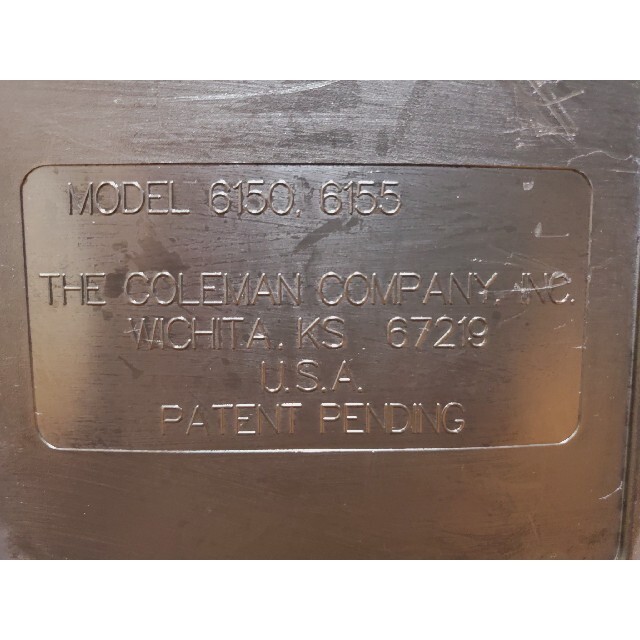 MODEL 6150, 6155
THE COLEMAN COMPANY, INC.
WICHITA, KS 67219
U.S.A.
PATENT PENDING